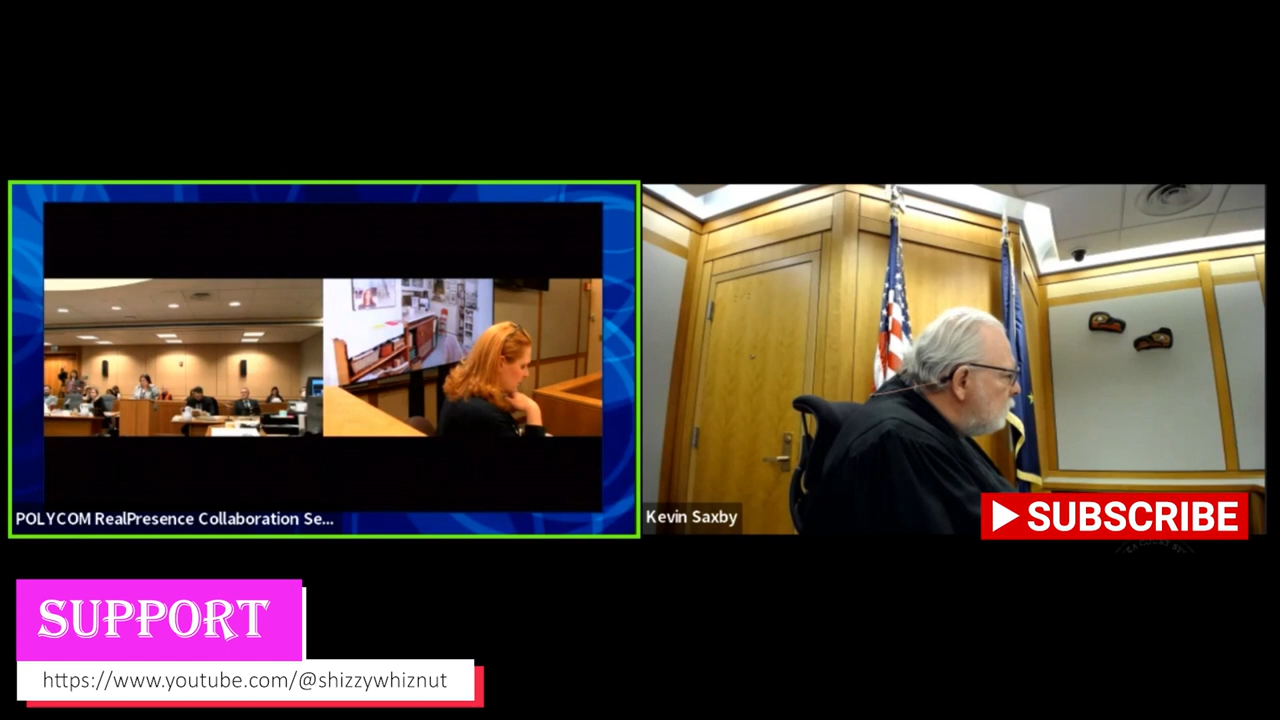 POLYCOM RealPresence Collaboration Se...
Kevin Saxby
SUBSCRIBE
SUPPORT
https://www.youtube.com/@shizzywhiznut